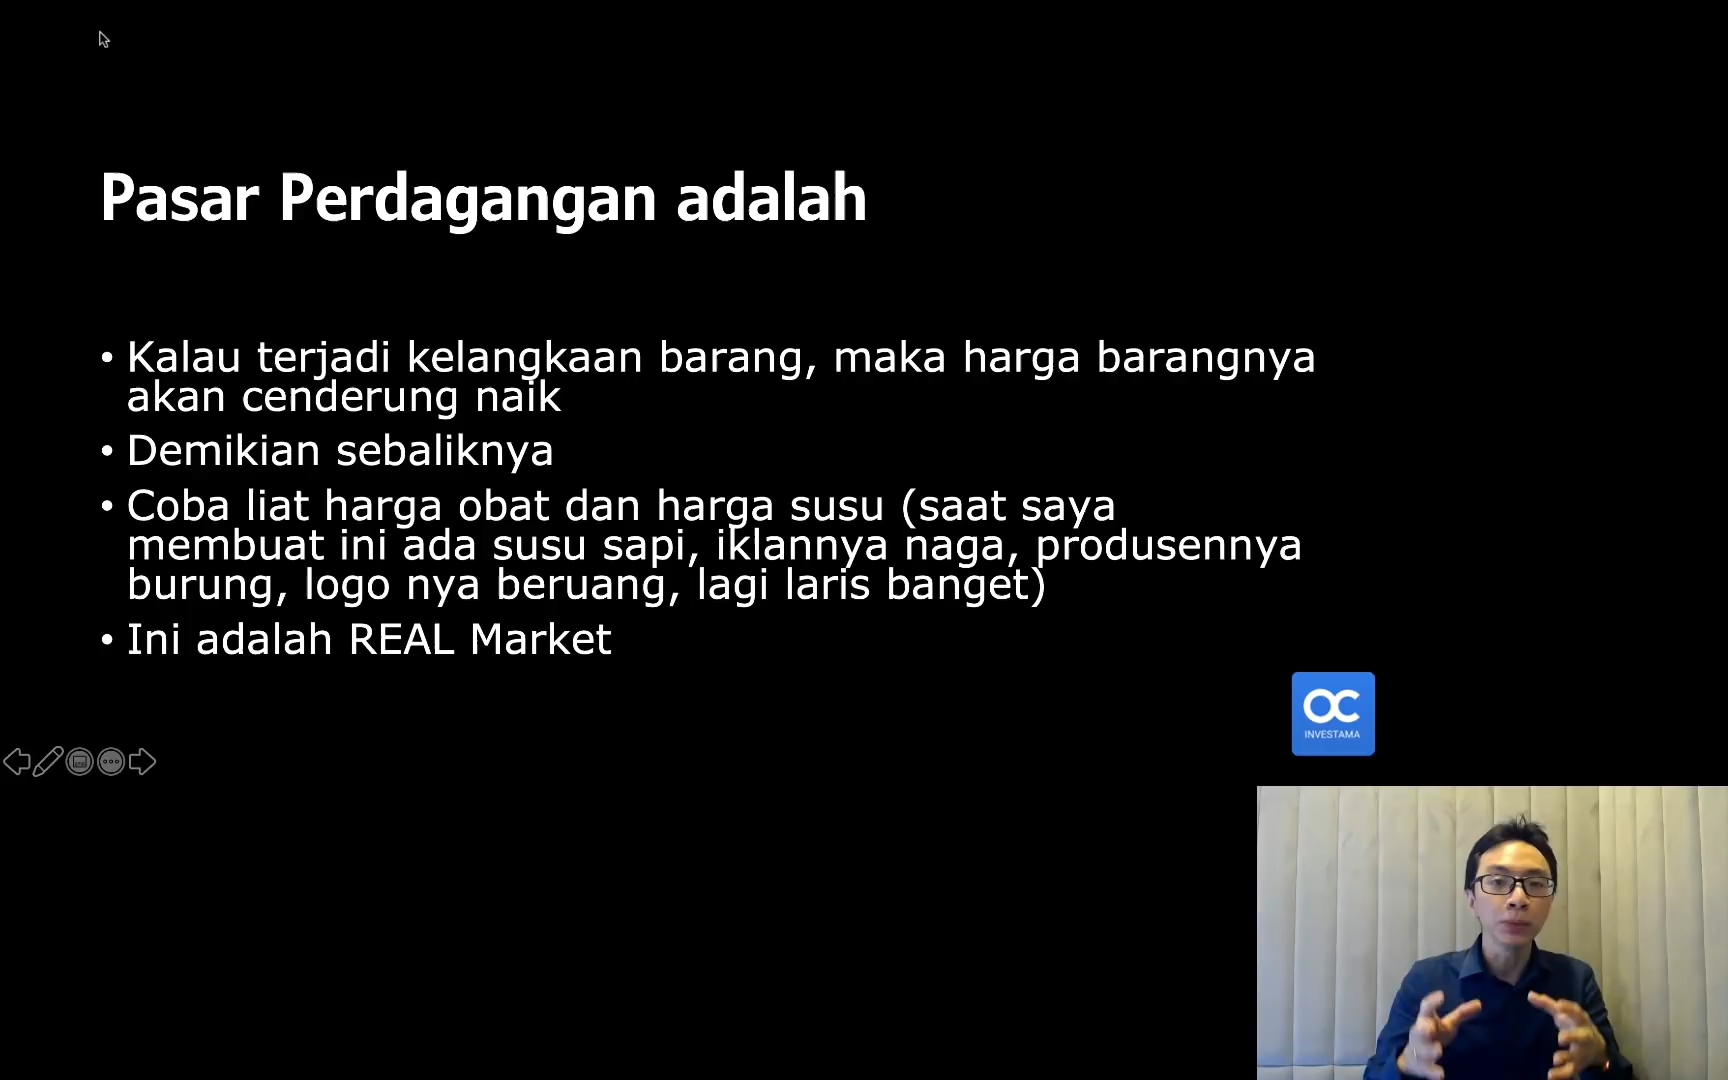 Pasar Perdagangan adalah
• Kalau terjadi kelangkaan barang, maka harga barangnya
akan cenderung naik
• Demikian sebaliknya
• Coba liat harga obat dan harga susu (saat saya
membuat ini ada susu sapi, iklannya naga, produsennya
burung, logo nya beruang, lagi laris banget)
• Ini adalah REAL Market
OC
INVESTAMA